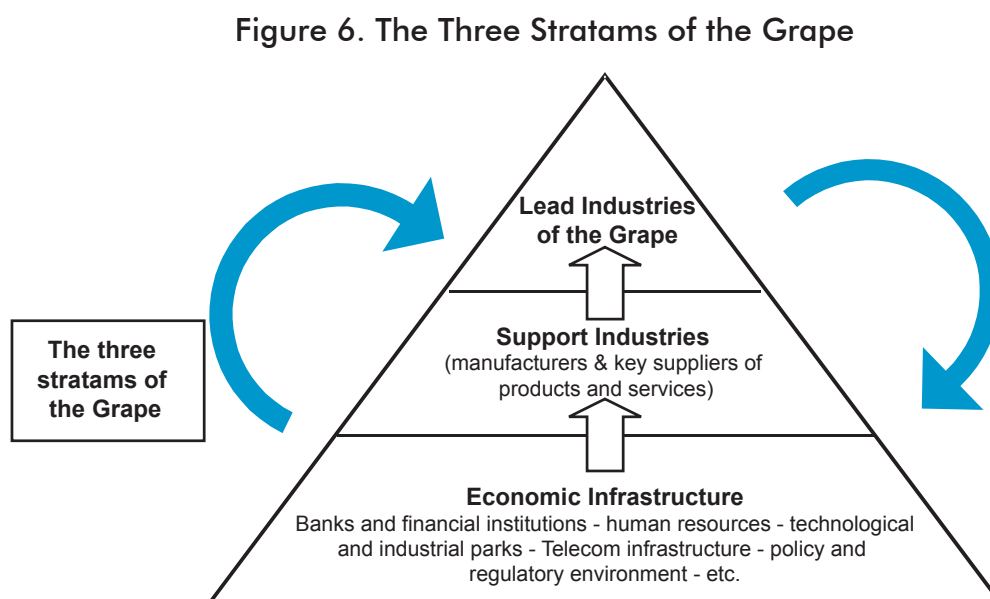 Figure 6. The Three Stratams of the Grape
Lead Industries
of the Grape
The three
stratams of
the Grape
Support Industries
(manufacturers & key suppliers of
products and services)
Economic Infrastructure
Banks and financial institutions - human resources - technological
and industrial parks - Telecom infrastructure - policy and
regulatory environment - etc.